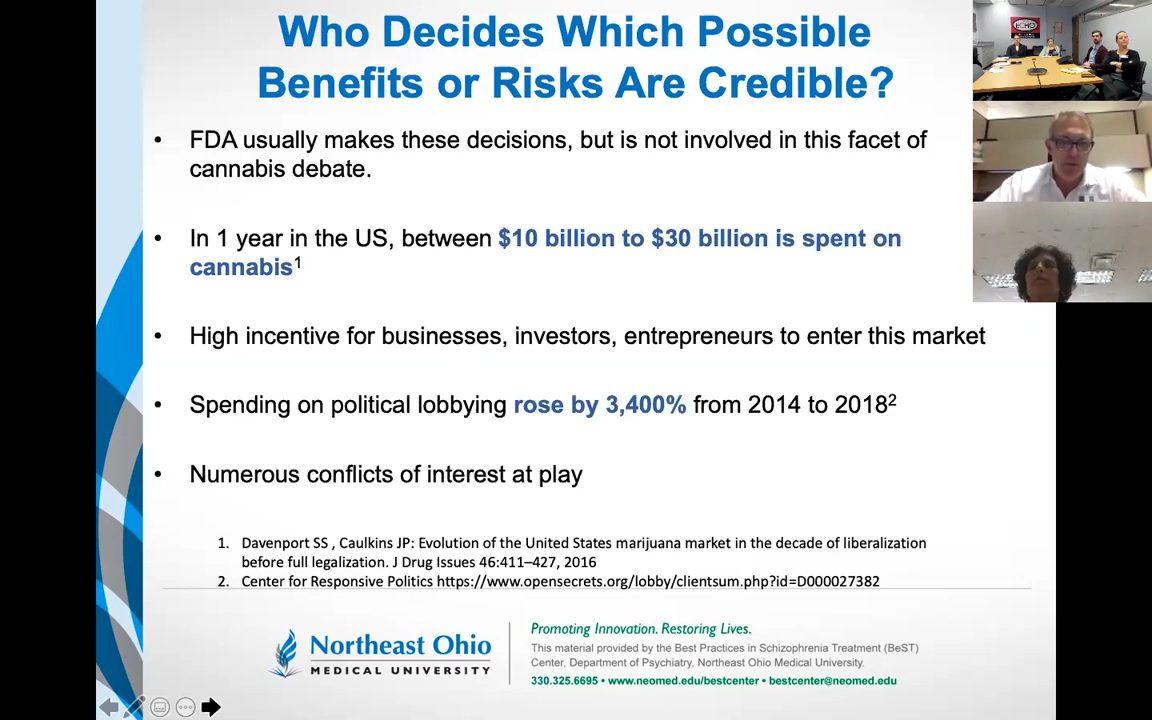 Who Decides Which Possible
Benefits or Risks Are Credible?
• FDA usually makes these decisions, but is not involved in this facet of
cannabis debate.
• In 1 year in the US, between $10 billion to $30 billion is spent on
cannabis1
• High incentive for businesses, investors, entrepreneurs to enter this market
• Spending on political lobbying rose by 3,400% from 2014 to 20182
• Numerous conflicts of interest at play
1. Davenport SS , Caulkins JP: Evolution of the United States marijuana market in the decade of liberalization
before full legalization. J Drug Issues 46:411–427, 2016
2. Center for Responsive Politics https://www.opensecrets.org/lobby/clientsum.php?id=D000027382
Northeast Ohio
MEDICAL UNIVERSITY
Promoting Innovation. Restoring Lives.
This material provided by the Best Practices in Schizophrenia Treatment (BeST)
Center, Department of Psychiatry, Northeast Ohio Medical University.
330.325.6695 • www.neomed.edu/bestcenter • bestcenter@neomed.edu
ECHO